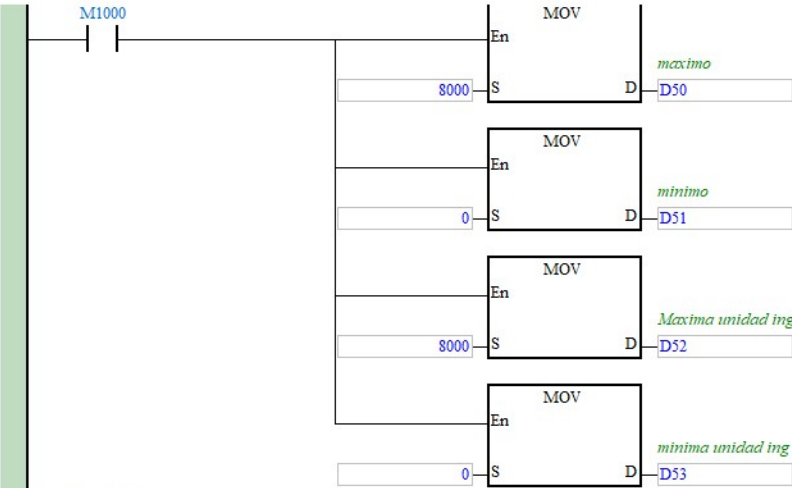 M1000
MOV
En
maximo
8000 S D D50
MOV
En
minimo
0 S D D51
MOV
En
Maxima unidad ing
8000 S D D52
MOV
En
minima unidad ing
0 S D D53